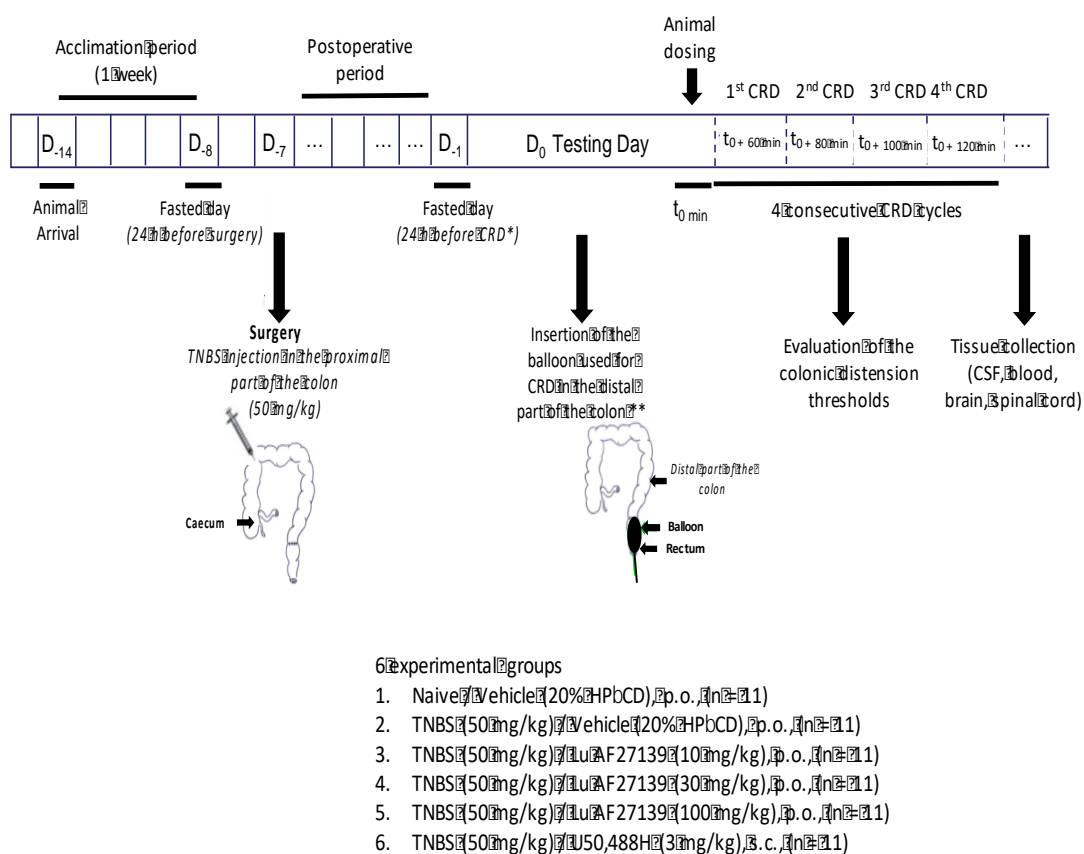 Animal
dosing
Acclimation period
(1 week)
Postoperative
period
1st CRD 2nd CRD 3rd CRD 4th CRD
D-14 D-8 D-7 ... ... ... D-1 D0 Testing Day t0 + 60 min t0 + 80 min t0 + 100 min t0 + 120 min ...
Animal
Arrival
Fasted day
(24 h before surgery)
Fasted day
(24 h before CRD*)
t0 min
4 consecutive CRD cycles
Surgery
TNBS injection in the proximal
part of the colon
(50 mg/kg)
Insertion of the
balloon used for
CRD in the distal
part of the colon **
Evaluation of the
colonic distension
thresholds
Tissue collection
(CSF, blood,
brain, spinal cord)
Caecum
Distal part of the
colon
Balloon
Rectum
6 experimental groups
1. Naive / Vehicle (20% HPbCD), p.o., (n = 11)
2. TNBS (50 mg/kg) / Vehicle (20% HPbCD), p.o., (n = 11)
3. TNBS (50 mg/kg) / Lu AF27139 (10 mg/kg), p.o., (n = 11)
4. TNBS (50 mg/kg) / Lu AF27139 (30 mg/kg), p.o., (n = 11)
5. TNBS (50 mg/kg) / Lu AF27139 (100 mg/kg), p.o., (n = 11)
6. TNBS (50 mg/kg) / U50,488H (3 mg/kg), s.c., (n = 11)